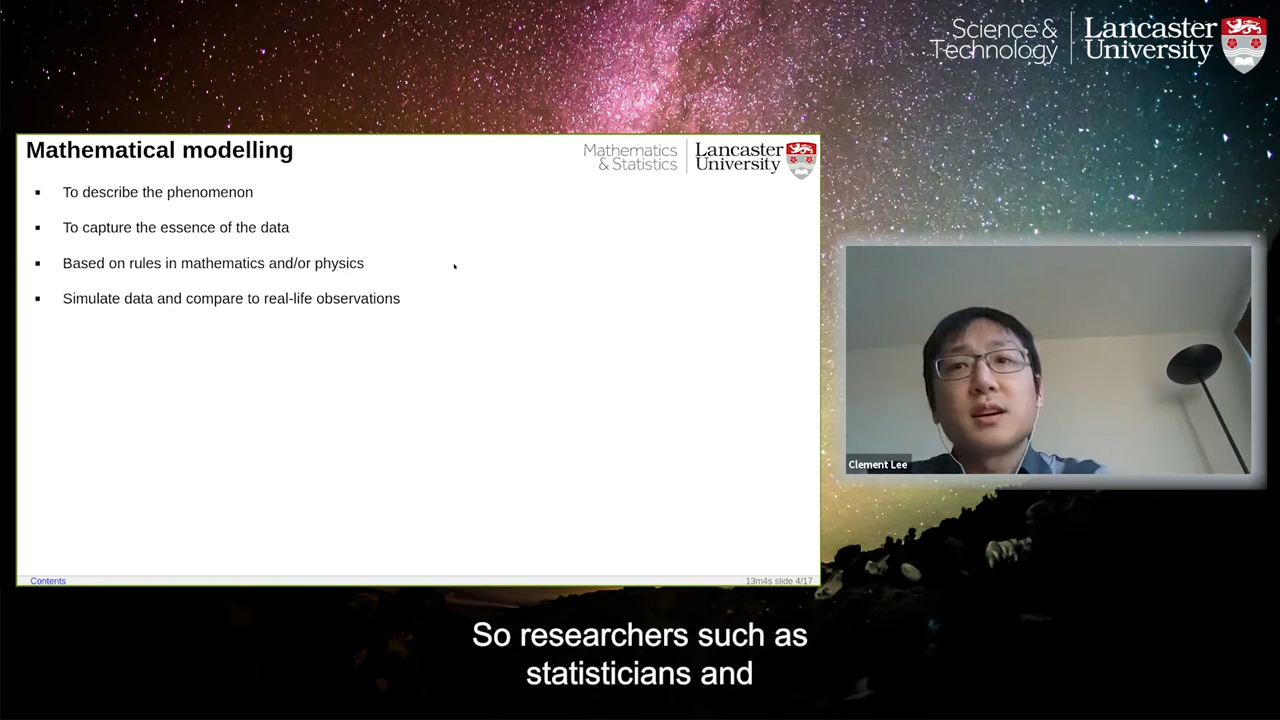 Science &
Technology
Lancaster
University
Mathematical modelling
Mathematics
& Statistics
Lancaster
University
To describe the phenomenon
To capture the essence of the data
Based on rules in mathematics and/or physics
Simulate data and compare to real-life observations
Contents
13m4s slide 4/17
Clement Lee
So researchers such as
statisticians and